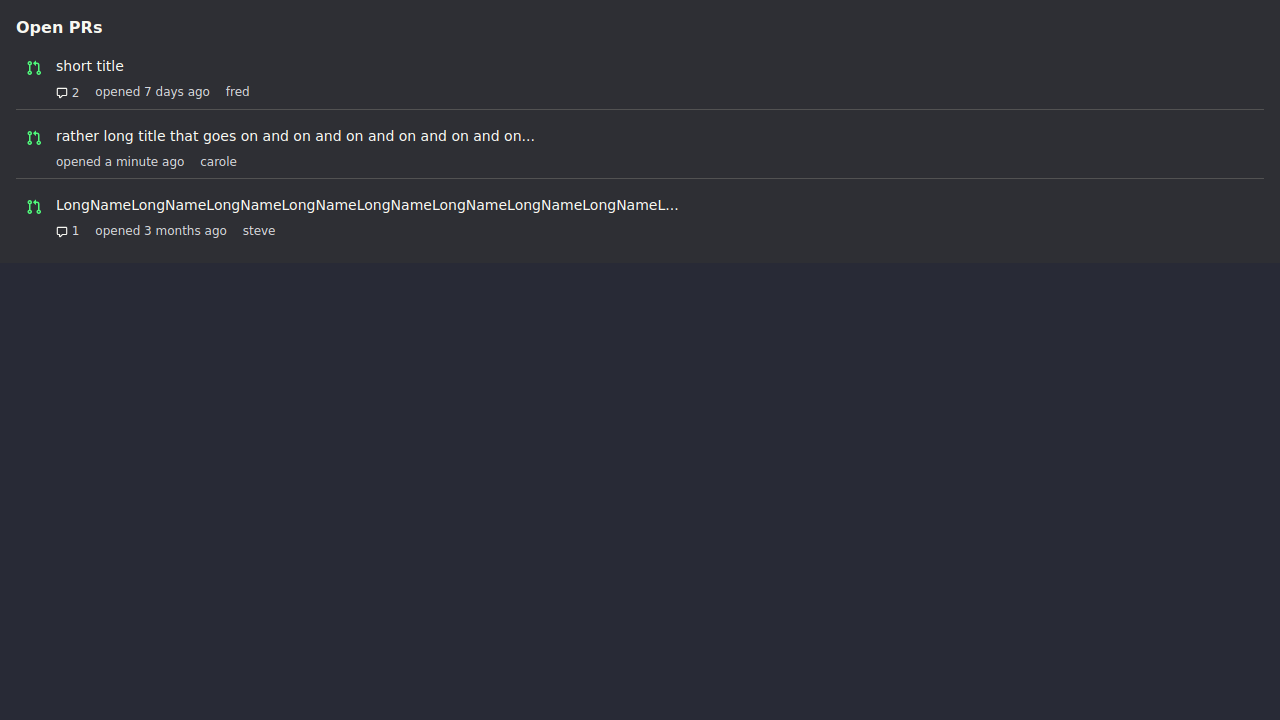 Open PRs
short title
2 opened 7 days ago fred
rather long title that goes on and on and on and on and on and on...
opened a minute ago carole
LongNameLongNameLongNameLongNameLongNameLongNameLongNameLongNameL...
1 opened 3 months ago steve